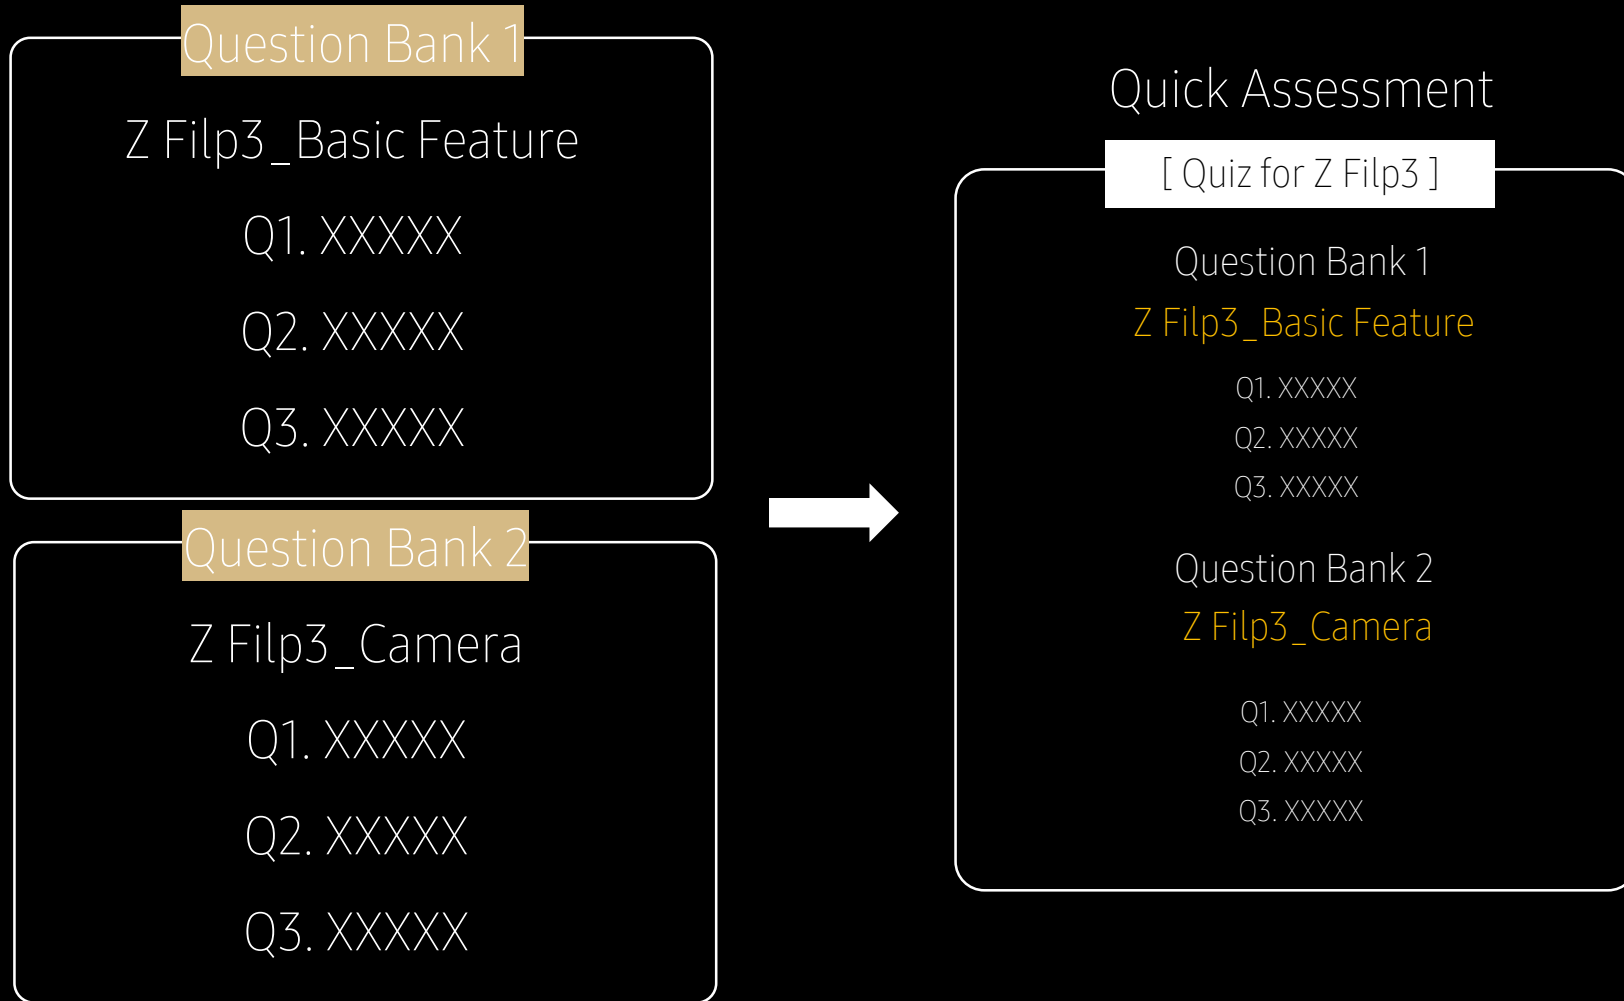 Question Bank 1
Z Filp3_Basic Feature
Q1. XXXXX
Q2. XXXXX
Q3. XXXXX
Question Bank 2
Z Filp3_Camera
Q1. XXXXX
Q2. XXXXX
Q3. XXXXX
Quick Assessment
[ Quiz for Z Filp3 ]
Question Bank 1
Z Filp3_Basic Feature
Q1. XXXXX
Q2. XXXXX
Q3. XXXXX
Question Bank 2
Z Filp3_Camera
Q1. XXXXX
Q2. XXXXX
Q3. XXXXX